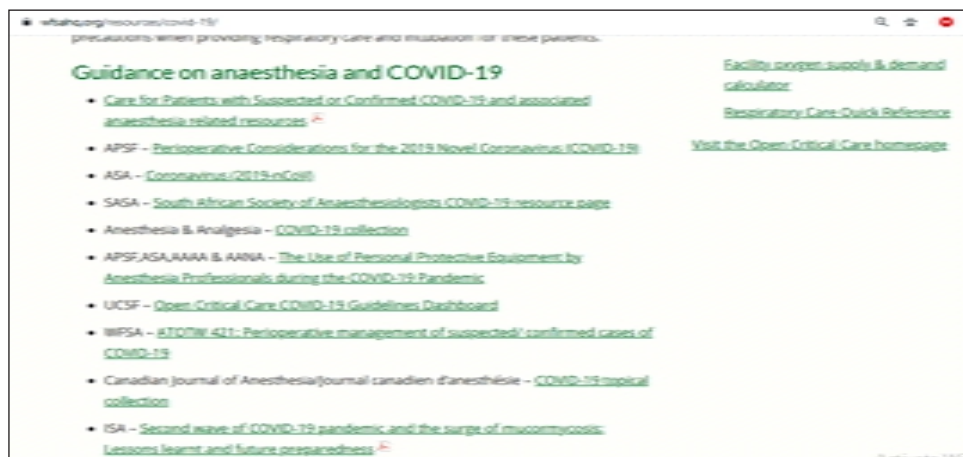 wfsahq.org/resources/covid-19/
precautions when providing respiratory care and intubation for these patients.
Guidance on anaesthesia and COVID-19
• Care for Patients with Suspected or Confirmed COVID-19 and associated
anaesthesia related resources
• APSF – Perioperative Considerations for the 2019 Novel Coronavirus (COVID-19)
• ASA – Coronavirus (2019-nCoV)
• SASA – South African Society of Anaesthesiologists COVID-19 resource page
• Anesthesia & Analgesia – COVID-19 collection
• APSF,ASA,AAAA & AANA – The Use of Personal Protective Equipment by
Anesthesia Professionals during the COVID-19 Pandemic
• UCSF – Open Critical Care COVID-19 Guidelines Dashboard
• WFSA – ATOTW 421: Perioperative management of suspected/ confirmed cases of
COVID-19
• Canadian Journal of Anesthesia/Journal canadien d'anesthésie – COVID-19 topical
collection
• ISA – Second wave of COVID-19 pandemic and the surge of mucormycosis:
Lessons learnt and future preparedness
Facility oxygen supply & demand
calculator
Respiratory Care Quick Reference
Visit the Open Critical Care homepage